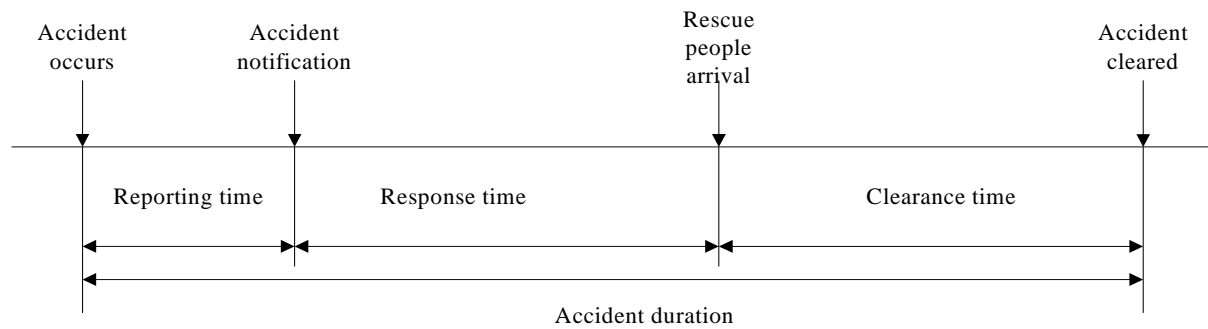 Accident
occurs
Accident
notification
Rescue
people
arrival
Accident
cleared
Reporting time
Response time
Clearance time
Accident duration